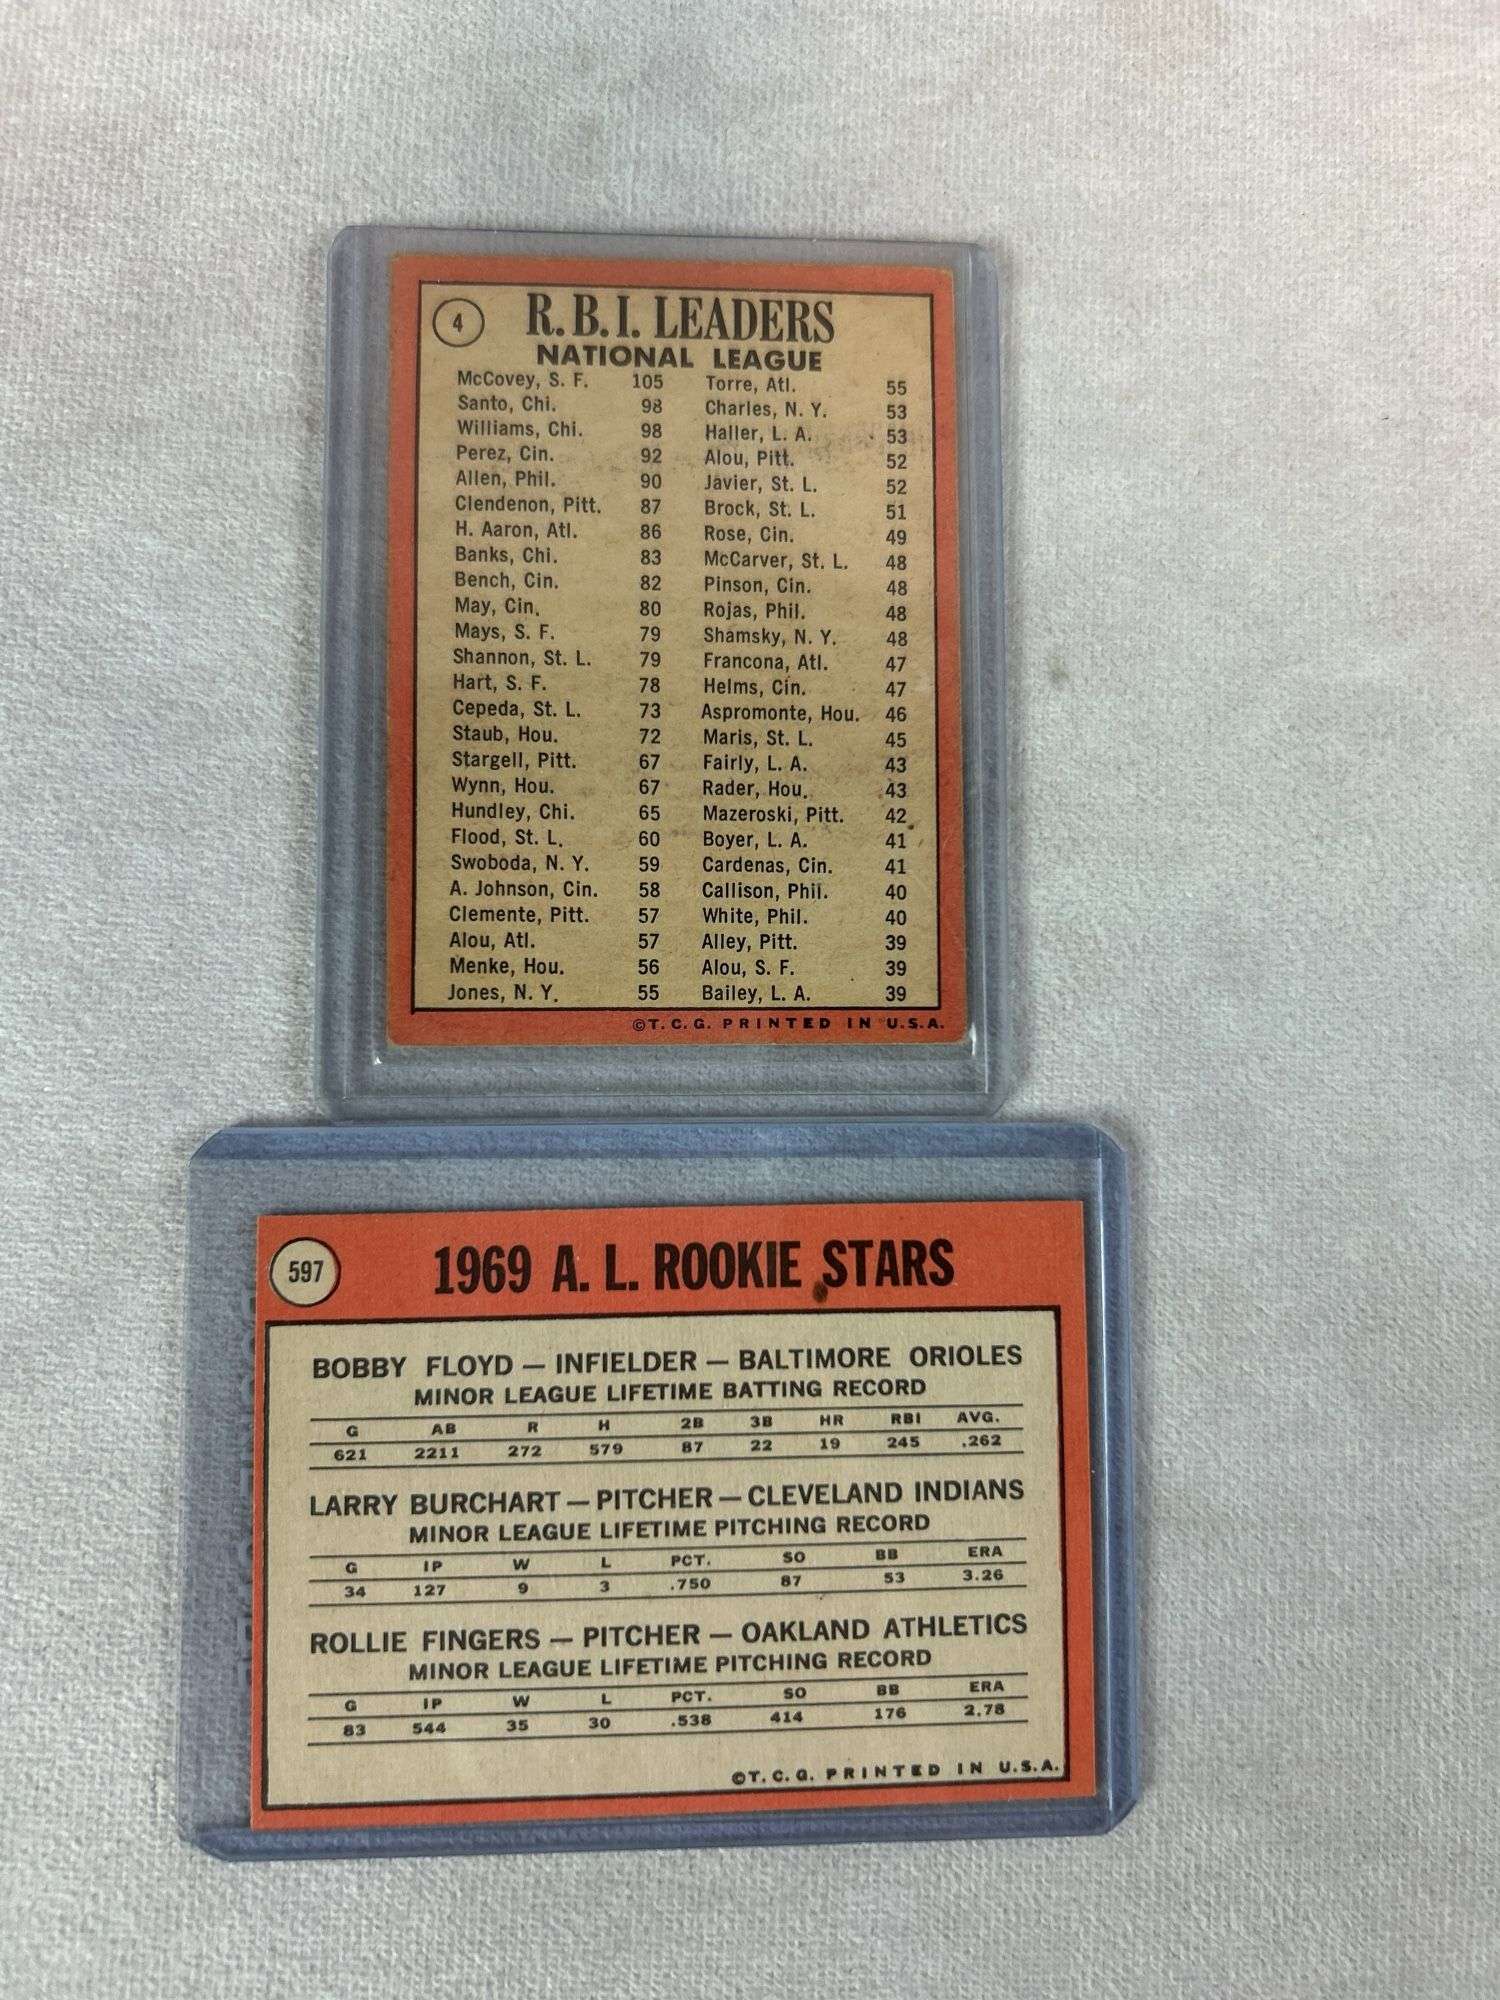 4
R.B.I. LEADERS
NATIONAL LEAGUE
McCovey, S. F. 105 Torre, Atl. 55
Santo, Chi. 98 Charles, N. Y. 53
Williams, Chi. 98 Haller, L. A. 53
Perez, Cin. 92 Alou, Pitt. 52
Allen, Phil. 90 Javier, St. L. 52
Clendenon, Pitt. 87 Brock, St. L. 51
H. Aaron, Atl. 86 Rose, Cin. 49
Banks, Chi. 83 McCarver, St. L. 48
Bench, Cin. 82 Pinson, Cin. 48
May, Cin. 80 Rojas, Phil. 48
Mays, S. F. 79 Shamsky, N. Y. 48
Shannon, St. L. 79 Francona, Atl. 47
Hart, S. F. 78 Helms, Cin. 47
Cepeda, St. L. 73 Aspromonte, Hou. 46
Staub, Hou. 72 Maris, St. L. 45
Stargell, Pitt. 67 Fairly, L. A. 43
Wynn, Hou. 67 Rader, Hou. 43
Hundley, Chi. 65 Mazeroski, Pitt. 42
Flood, St. L. 60 Boyer, L. A. 41
Swoboda, N. Y. 59 Cardenas, Cin. 41
A. Johnson, Cin. 58 Callison, Phil. 40
Clemente, Pitt. 57 White, Phil. 40
Alou, Atl. 57 Alley, Pitt. 39
Menke, Hou. 56 Alou, S. F. 39
Jones, N. Y. 55 Bailey, L. A. 39
©T. C. G. PRINTED IN U.S.A.
597
1969 A. L. ROOKIE STARS
BOBBY FLOYD — INFIELDER — BALTIMORE ORIOLES
MINOR LEAGUE LIFETIME BATTING RECORD
G AB R H 2B 3B HR RBI AVG.
621 2211 272 579 87 22 19 245 .262
LARRY BURCHART — PITCHER — CLEVELAND INDIANS
MINOR LEAGUE LIFETIME PITCHING RECORD
G IP W L PCT. SO BB ERA
34 127 9 3 .750 87 53 3.26
ROLLIE FINGERS — PITCHER — OAKLAND ATHLETICS
MINOR LEAGUE LIFETIME PITCHING RECORD
G IP W L PCT. SO BB ERA
83 544 35 30 .538 414 176 2.78
©T. C. G. PRINTED IN U.S.A.